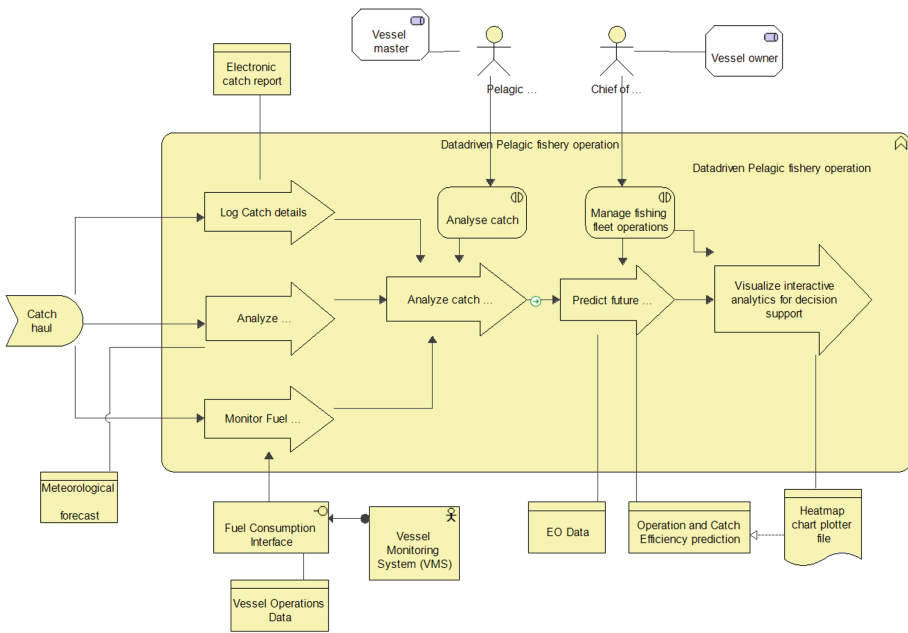 Vessel
master
Vessel owner
Electronic
catch report
Pelagic ...
Chief of ...
Datadriven Pelagic fishery operation
Datadriven Pelagic fishery operation
Log Catch details
Analyse catch
Manage fishing
fleet operations
Catch
haul
Analyze ...
Analyze catch ...
Predict future ...
Visualize interactive
analytics for decision
support
Monitor Fuel ...
Meteorological
forecast
Fuel Consumption
Interface
Vessel
Monitoring
System (VMS)
EO Data
Operation and Catch
Efficiency prediction
Heatmap
chart plotter
file
Vessel Operations
Data